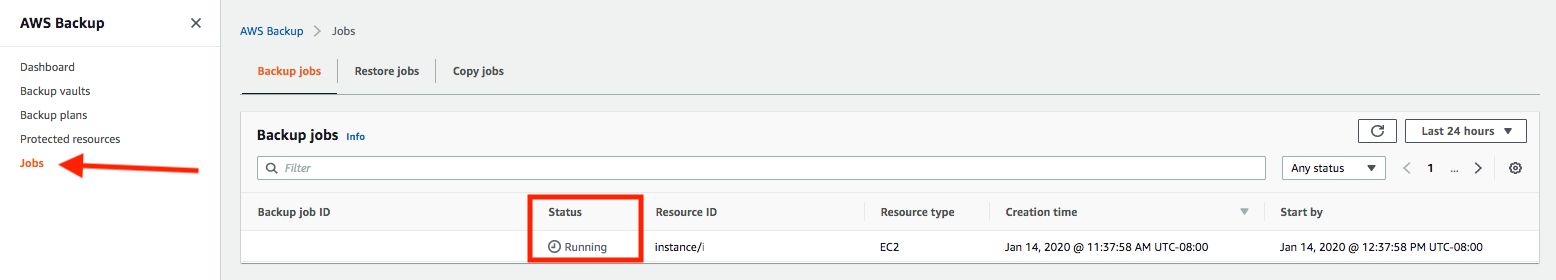 AWS Backup
Dashboard
Backup vaults
Backup plans
Protected resources
Jobs
AWS Backup > Jobs
Backup jobs Restore jobs Copy jobs
Backup jobs Info
Last 24 hours
Filter
Any status
1 ...
Backup job ID Status Resource ID Resource type Creation time Start by
Running instance/i EC2 Jan 14, 2020 @ 11:37:58 AM UTC-08:00 Jan 14, 2020 @ 12:37:58 PM UTC-08:00